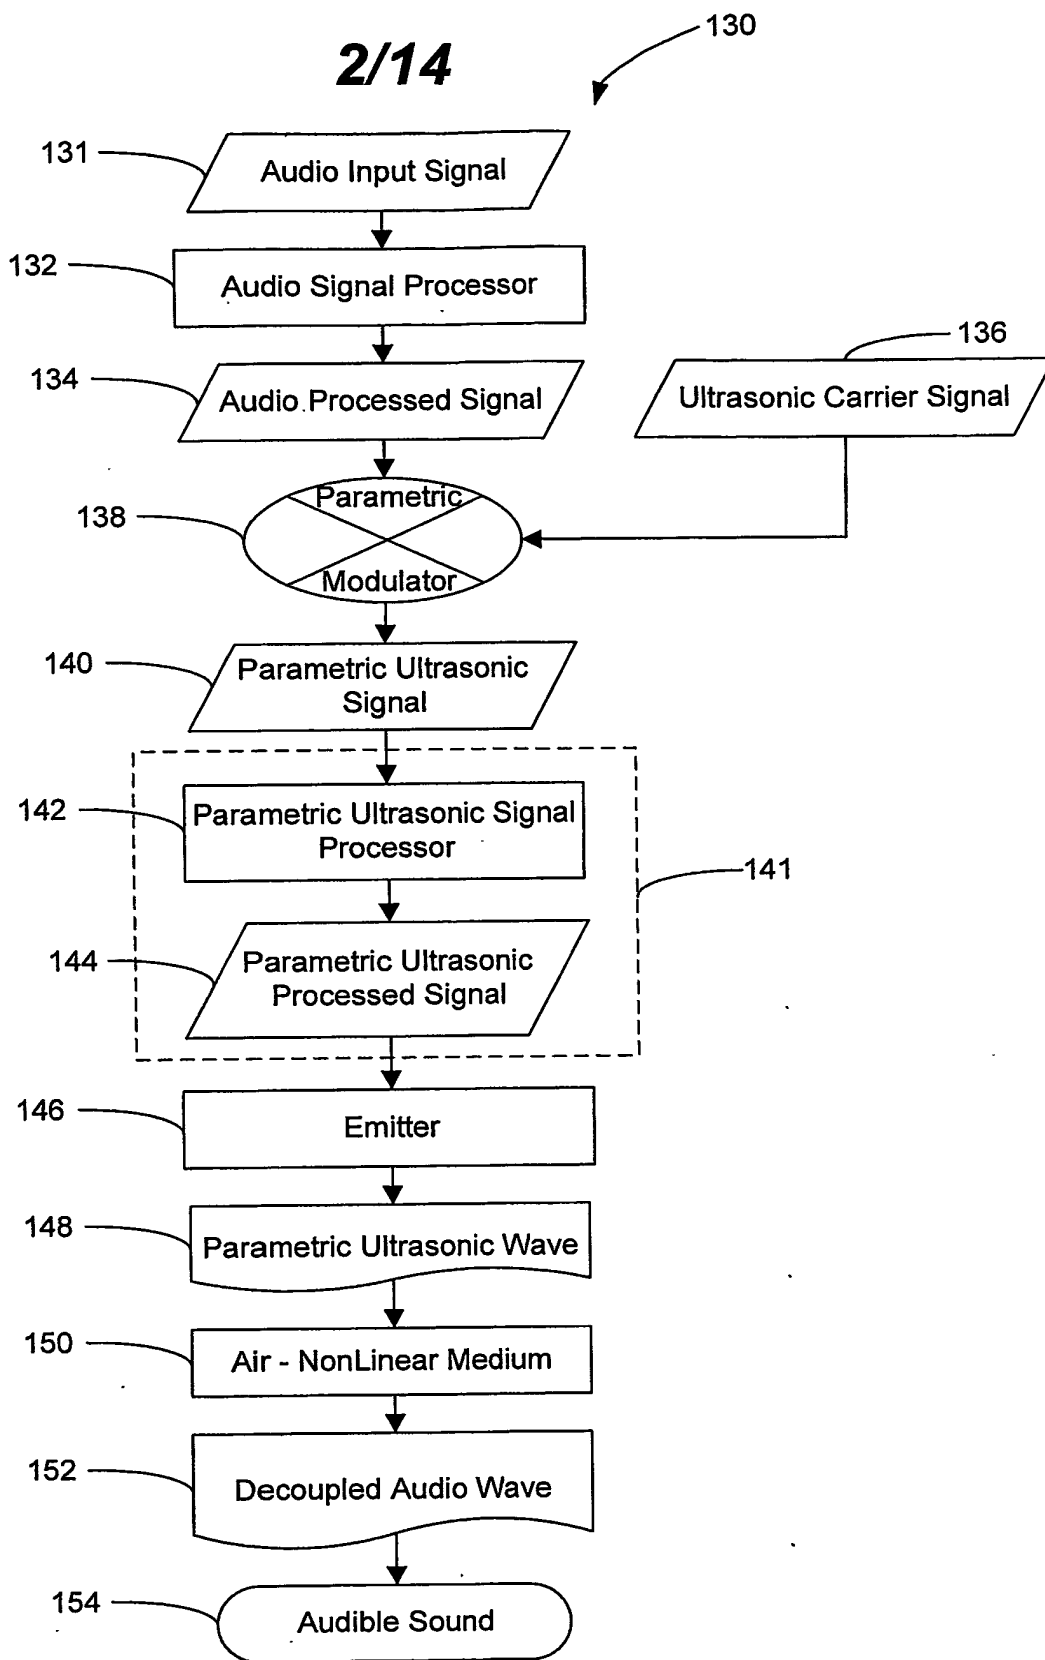 2/14
130
131
Audio Input Signal
132
Audio Signal Processor
134
Audio Processed Signal
136
Ultrasonic Carrier Signal
138
Parametric
Modulator
140
Parametric Ultrasonic
Signal
142
Parametric Ultrasonic Signal
Processor
141
144
Parametric Ultrasonic
Processed Signal
146
Emitter
148
Parametric Ultrasonic Wave
150
Air - NonLinear Medium
152
Decoupled Audio Wave
154
Audible Sound